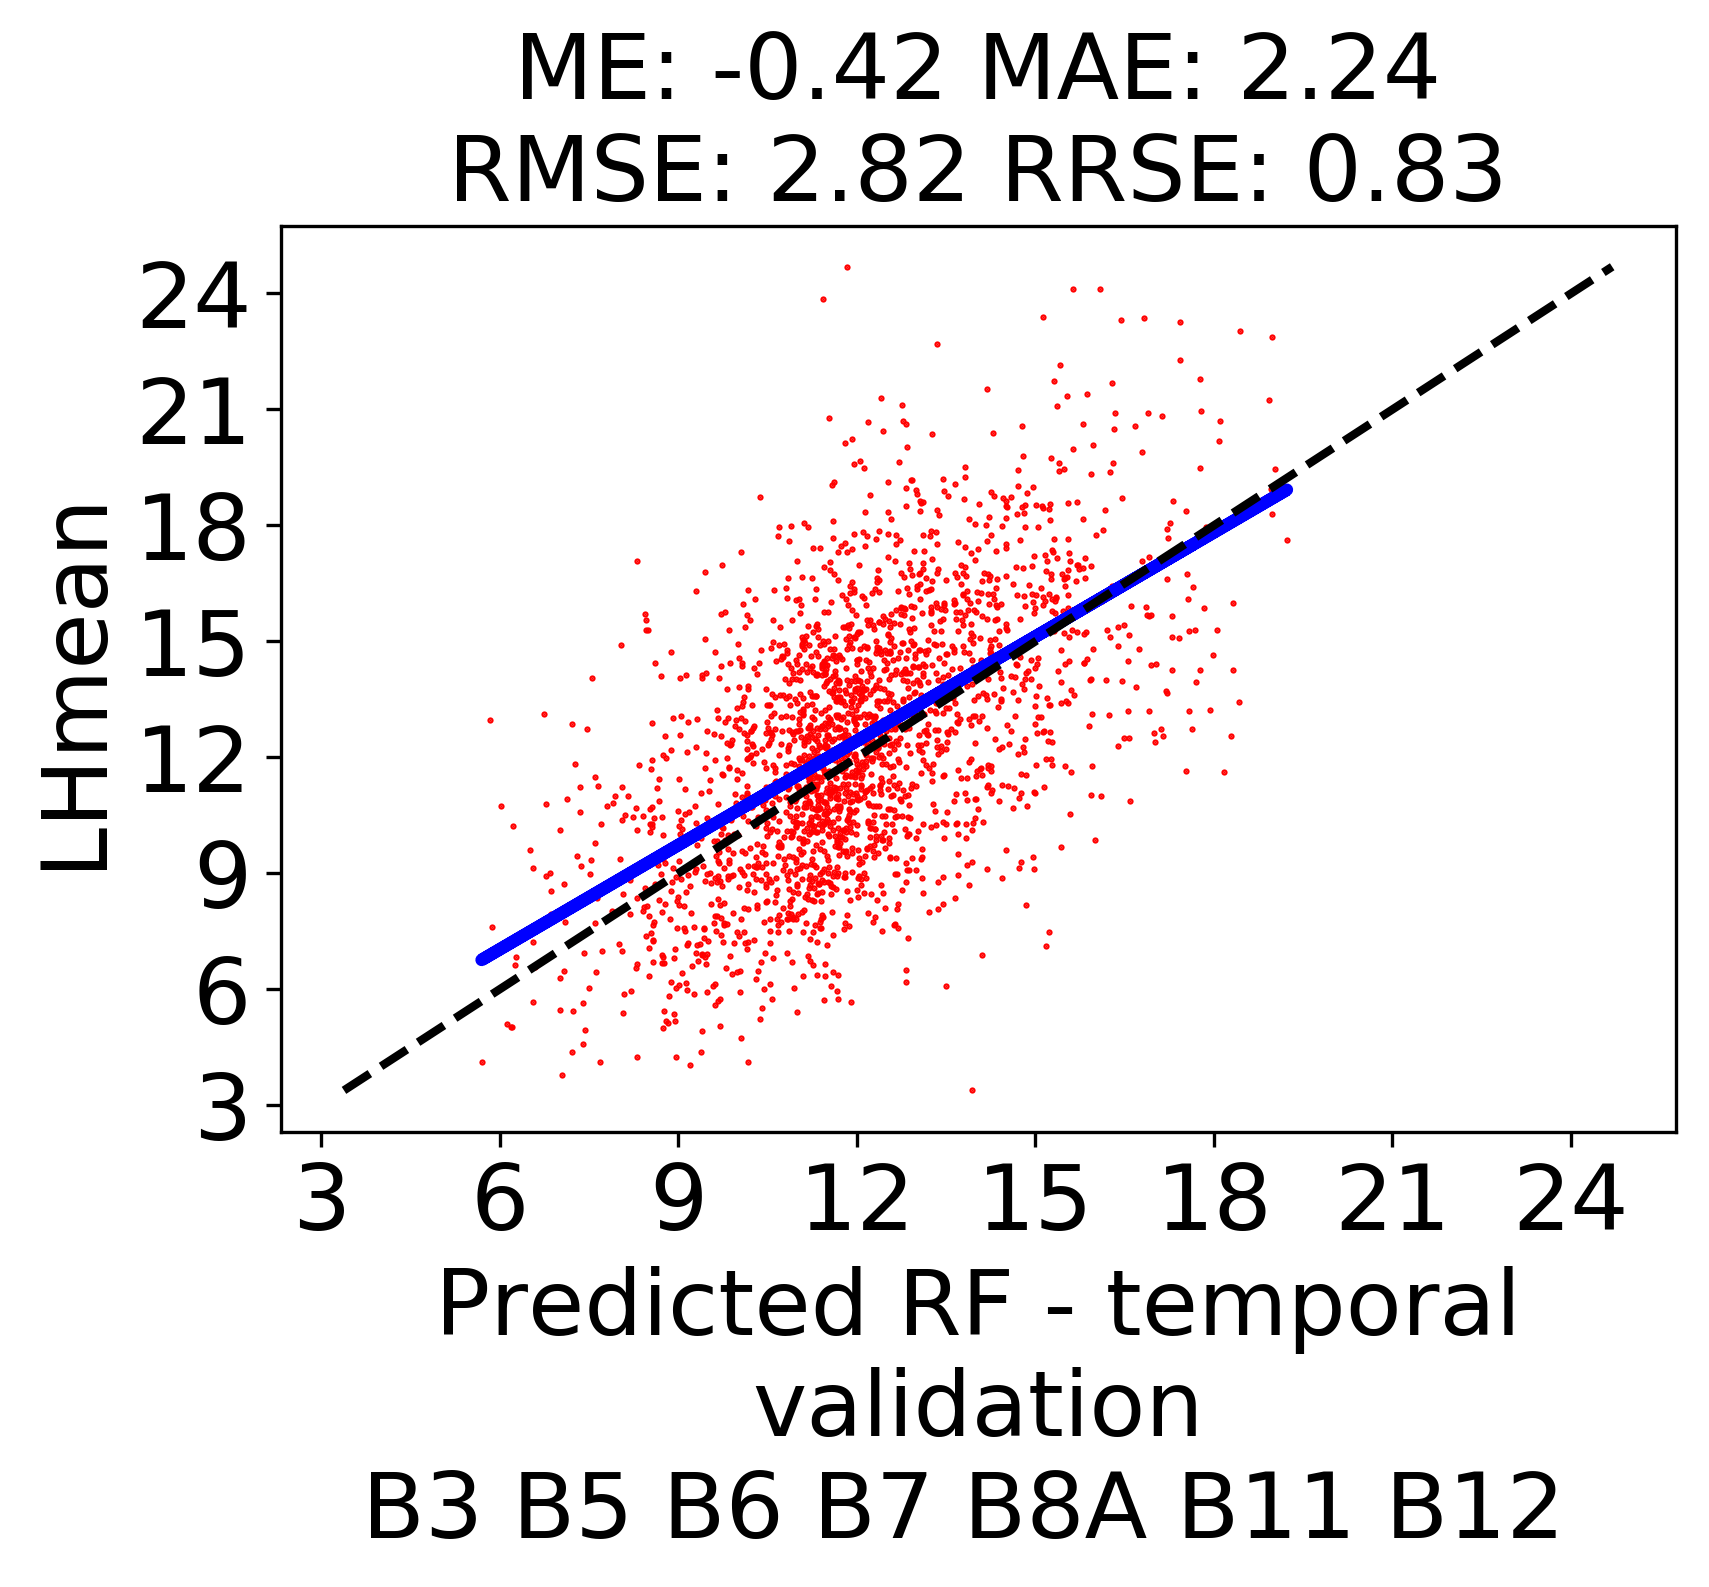 ME: -0.42 MAE: 2.24
RMSE: 2.82 RRSE: 0.83
LHmean
24
21
18
15
12
9
6
3
3 6 9 12 15 18 21 24
Predicted RF - temporal
validation
B3 B5 B6 B7 B8A B11 B12